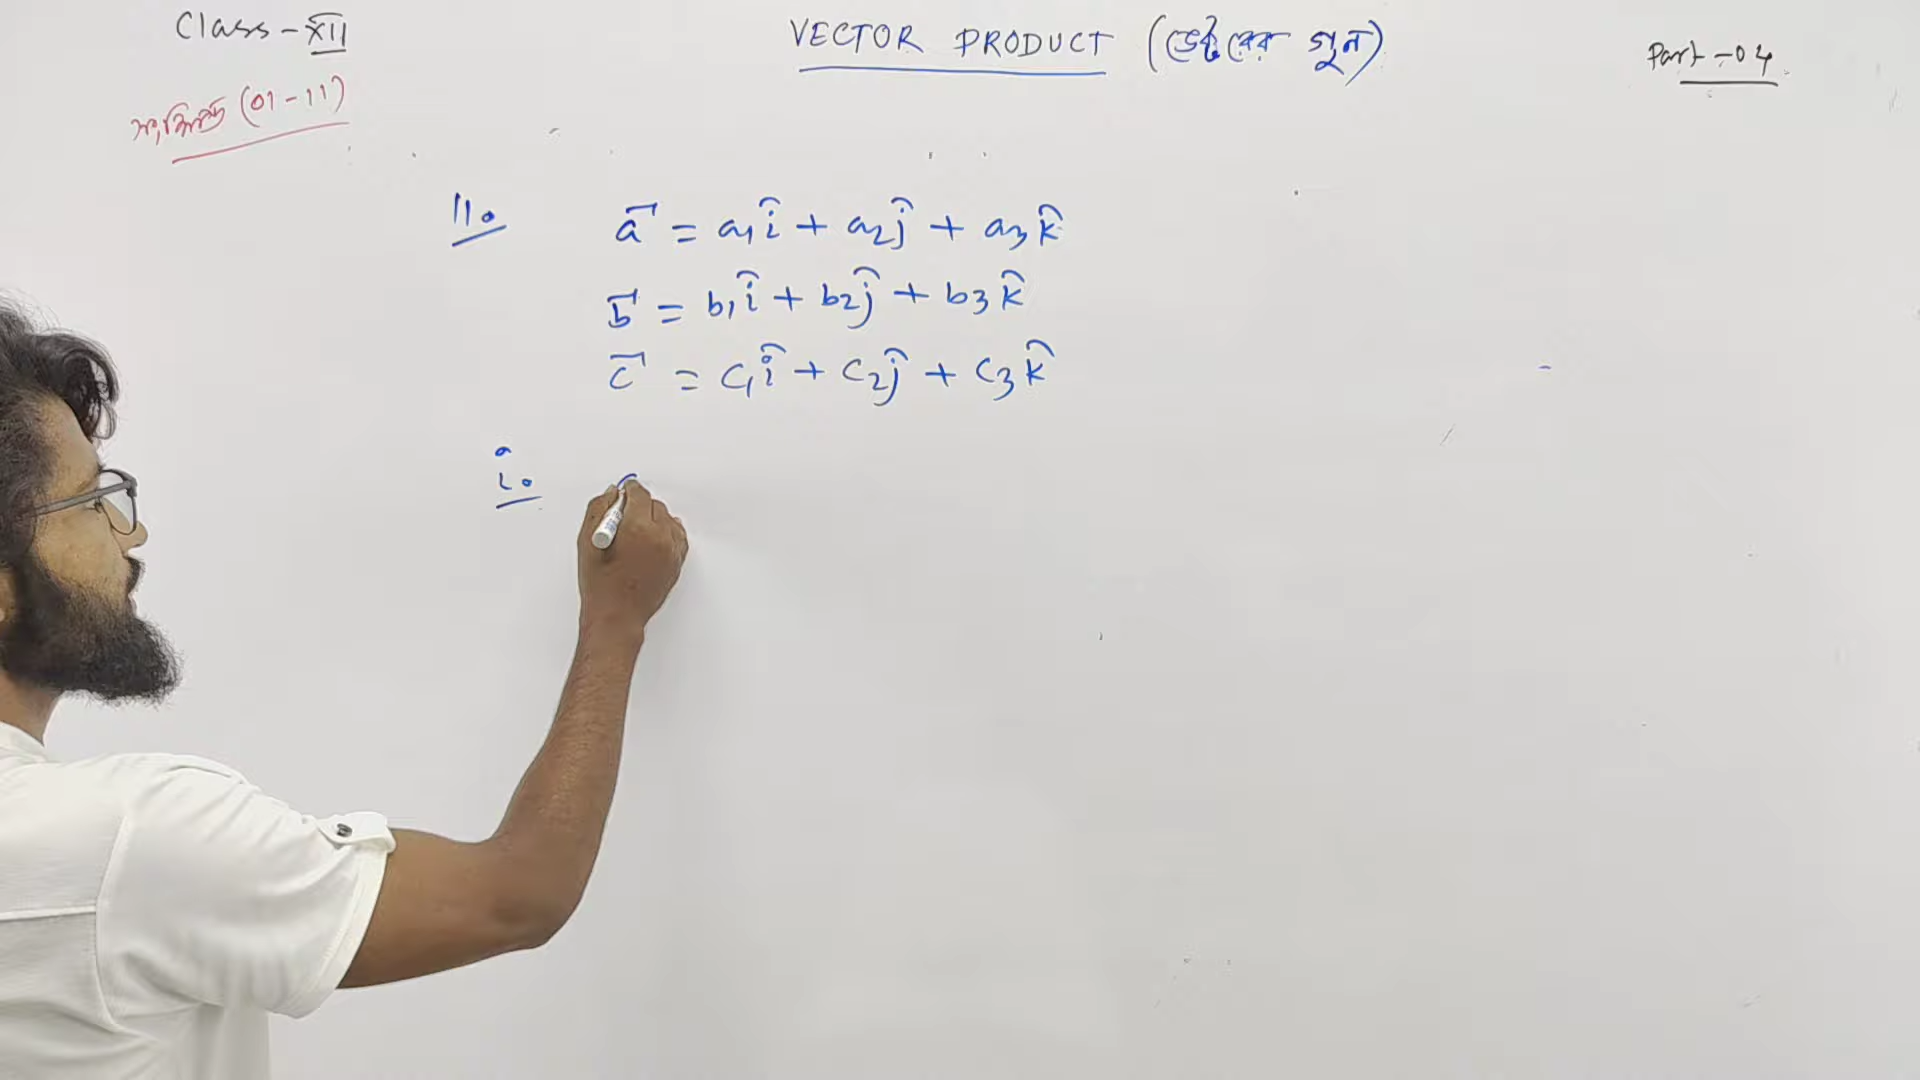 Class - XII
VECTOR PRODUCT (ভেক্টরের গুণন)
Part - 04
সংক্ষিপ্ত (01 - 11)
11. a⃗ = a₁î + a₂ĵ + a₃k̂
b⃗ = b₁î + b₂ĵ + b₃k̂
c⃗ = c₁î + c₂ĵ + c₃k̂
i.